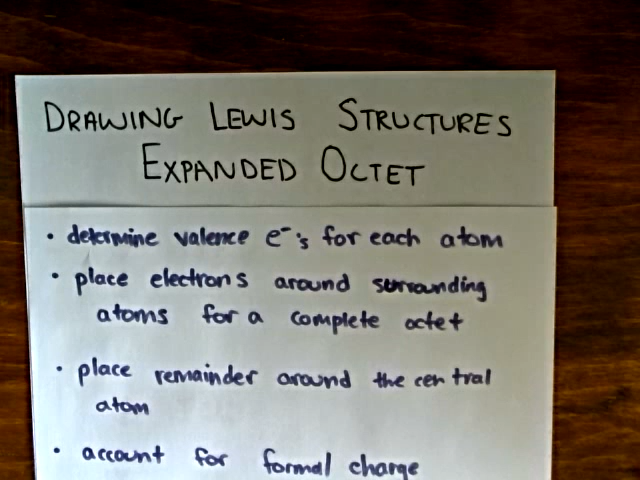 DRAWING LEWIS STRUCTURES
EXPANDED OCTET
• determine valence e⁻'s for each atom
• place electrons around surrounding
atoms for a complete octet
• place remainder around the central
atom
• account for formal charge